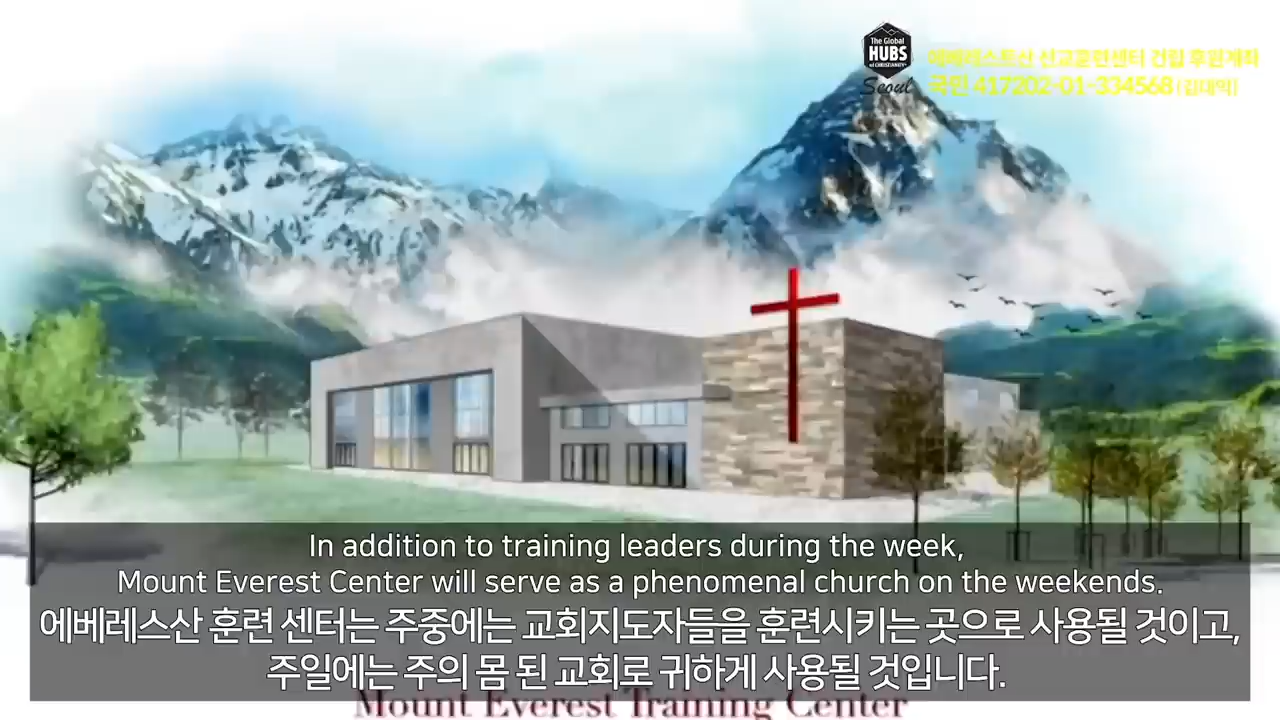 The Global
HUBS
of CHRISTIANITY
Seoul
에베레스트산 선교훈련센터 건립 후원계좌
국민 417202-01-334568 (김대억)
In addition to training leaders during the week,
Mount Everest Center will serve as a phenomenal church on the weekends.
에베레스산 훈련 센터는 주중에는 교회지도자들을 훈련시키는 곳으로 사용될 것이고,
주일에는 주의 몸 된 교회로 귀하게 사용될 것입니다.
Mount Everest Training Center